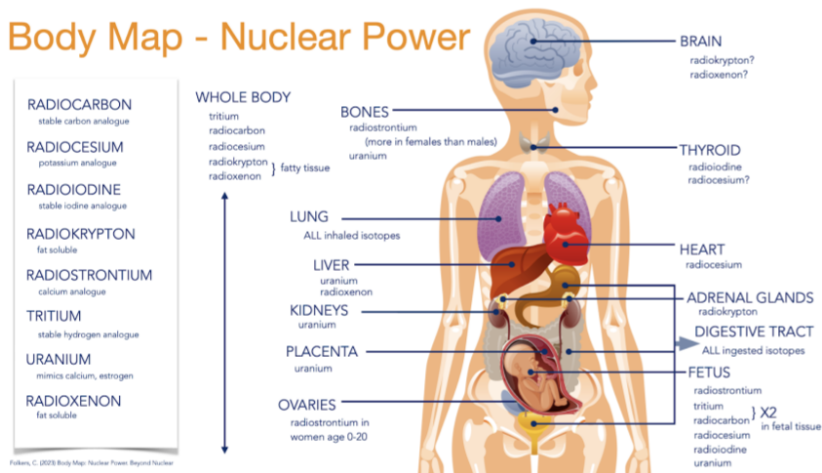 Body Map - Nuclear Power
RADIOCARBON
stable carbon analogue
RADIOCESIUM
potassium analogue
RADIOIODINE
stable iodine analogue
RADIOKRYPTON
fat soluble
RADIOSTRONTIUM
calcium analogue
TRITIUM
stable hydrogen analogue
URANIUM
mimics calcium, estrogen
RADIOXENON
fat soluble
Folkers, C. (2023) Body Map: Nuclear Power. Beyond Nuclear
WHOLE BODY
tritium
radiocarbon
radiocesium
radiokrypton
radioxenon
} fatty tissue
BONES
radiostrontium
(more in females than males)
uranium
LUNG
ALL inhaled isotopes
LIVER
uranium
radioxenon
KIDNEYS
uranium
PLACENTA
uranium
OVARIES
radiostrontium in
women age 0-20
BRAIN
radiokrypton?
radioxenon?
THYROID
radioiodine
radiocesium?
HEART
radiocesium
ADRENAL GLANDS
radiokrypton
DIGESTIVE TRACT
ALL ingested isotopes
FETUS
radiostrontium
tritium
radiocarbon
radiocesium
radioiodine
uranium
} X2
in fetal tissue